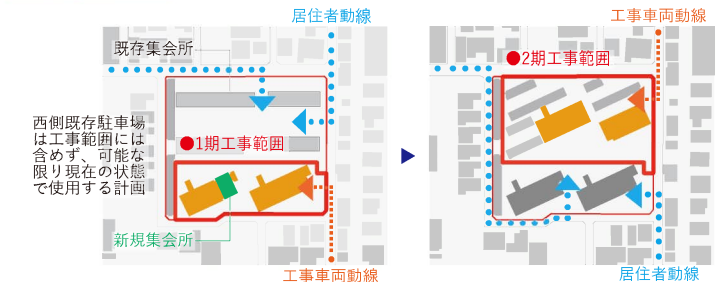 居住者動線
既存集会所
西側既存駐車場
は工事範囲には
含めず、可能な
限り現在の状態
で使用する計画
●1期工事範囲
新規集会所
工事車両動線
工事車両動線
●2期工事範囲
居住者動線